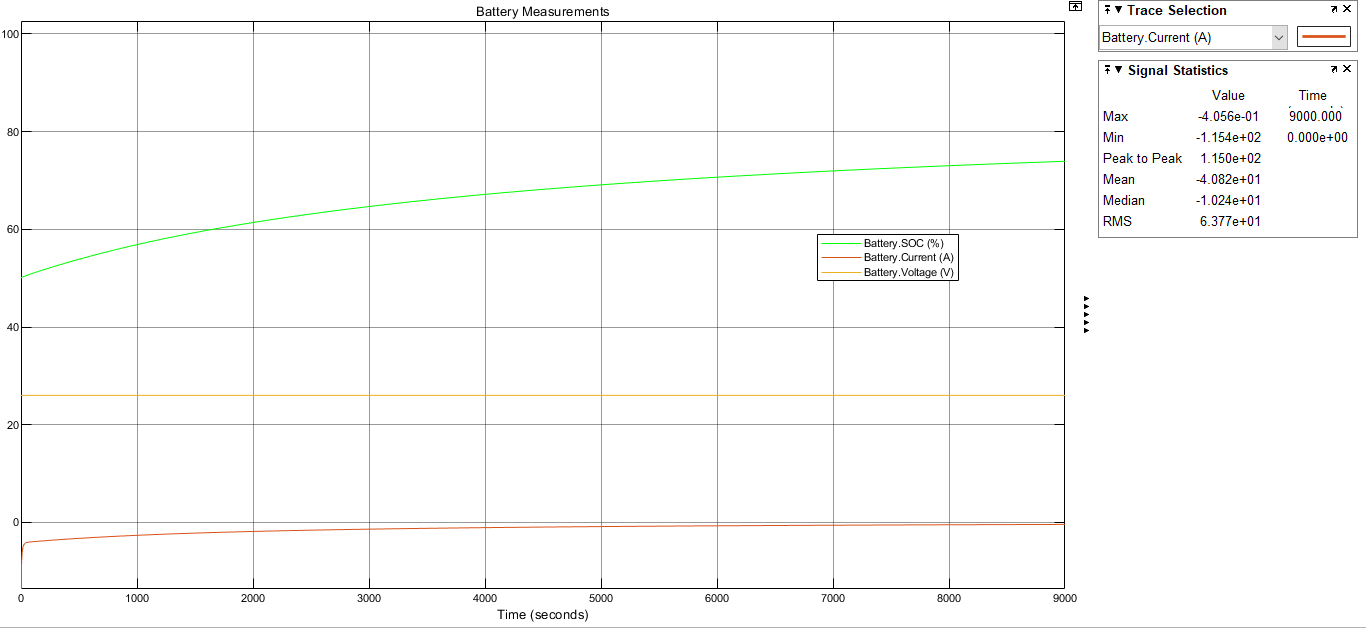 Battery Measurements
100
80
60
40
20
0
0 1000 2000 3000 4000 5000 6000 7000 8000 9000
Time (seconds)
Battery.SOC (%)
Battery.Current (A)
Battery.Voltage (V)
Trace Selection
Battery.Current (A)
Signal Statistics
Value Time
Max -4.056e-01 9000.000
Min -1.154e+02 0.000e+00
Peak to Peak 1.150e+02
Mean -4.082e+01
Median -1.024e+01
RMS 6.377e+01